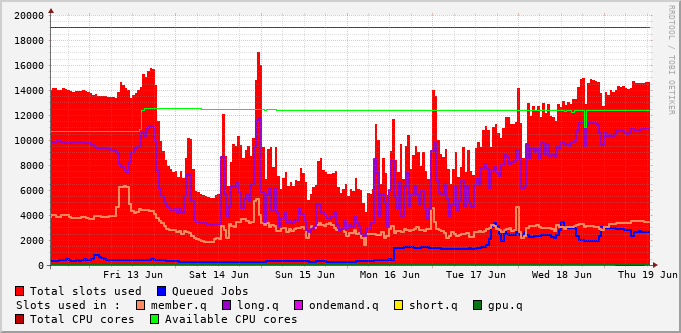 20000
18000
16000
14000
12000
10000
8000
6000
4000
2000
0
Fri 13 Jun Sat 14 Jun Sun 15 Jun Mon 16 Jun Tue 17 Jun Wed 18 Jun Thu 19 Jun
Total slots used Queued Jobs
Slots used in : member.q long.q ondemand.q short.q gpu.q
Total CPU cores Available CPU cores
RRDTOOL / TOBI OETIKER